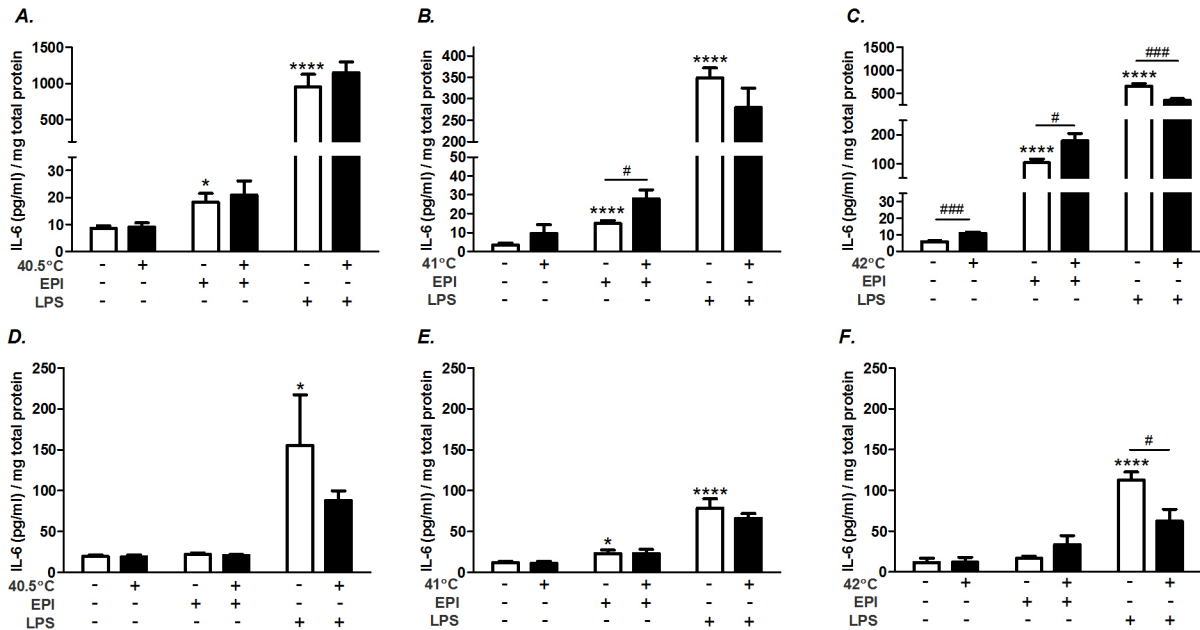 A.
IL-6 (pg/ml) / mg total protein
1500
1000
500
30
20
10
0
*
****
40.5°C - + - + - +
EPI - - + + - -
LPS - - - - + +
B.
IL-6 (pg/ml) / mg total protein
400
350
300
250
200
50
40
30
20
10
0
****
#
****
41°C - + - + - +
EPI - - + + - -
LPS - - - - + +
C.
IL-6 (pg/ml) / mg total protein
1500
1000
500
200
100
30
20
10
0
###
****
#
****
###
42°C - + - + - +
EPI - - + + - -
LPS - - - - + +
D.
IL-6 (pg/ml) / mg total protein
250
200
150
100
50
0
*
40.5°C - + - + - +
EPI - - + + - -
LPS - - - - + +
E.
IL-6 (pg/ml) / mg total protein
250
200
150
100
50
0
*
****
41°C - + - + - +
EPI - - + + - -
LPS - - - - + +
F.
IL-6 (pg/ml) / mg total protein
250
200
150
100
50
0
****
#
42°C - + - + - +
EPI - - + + - -
LPS - - - - + +